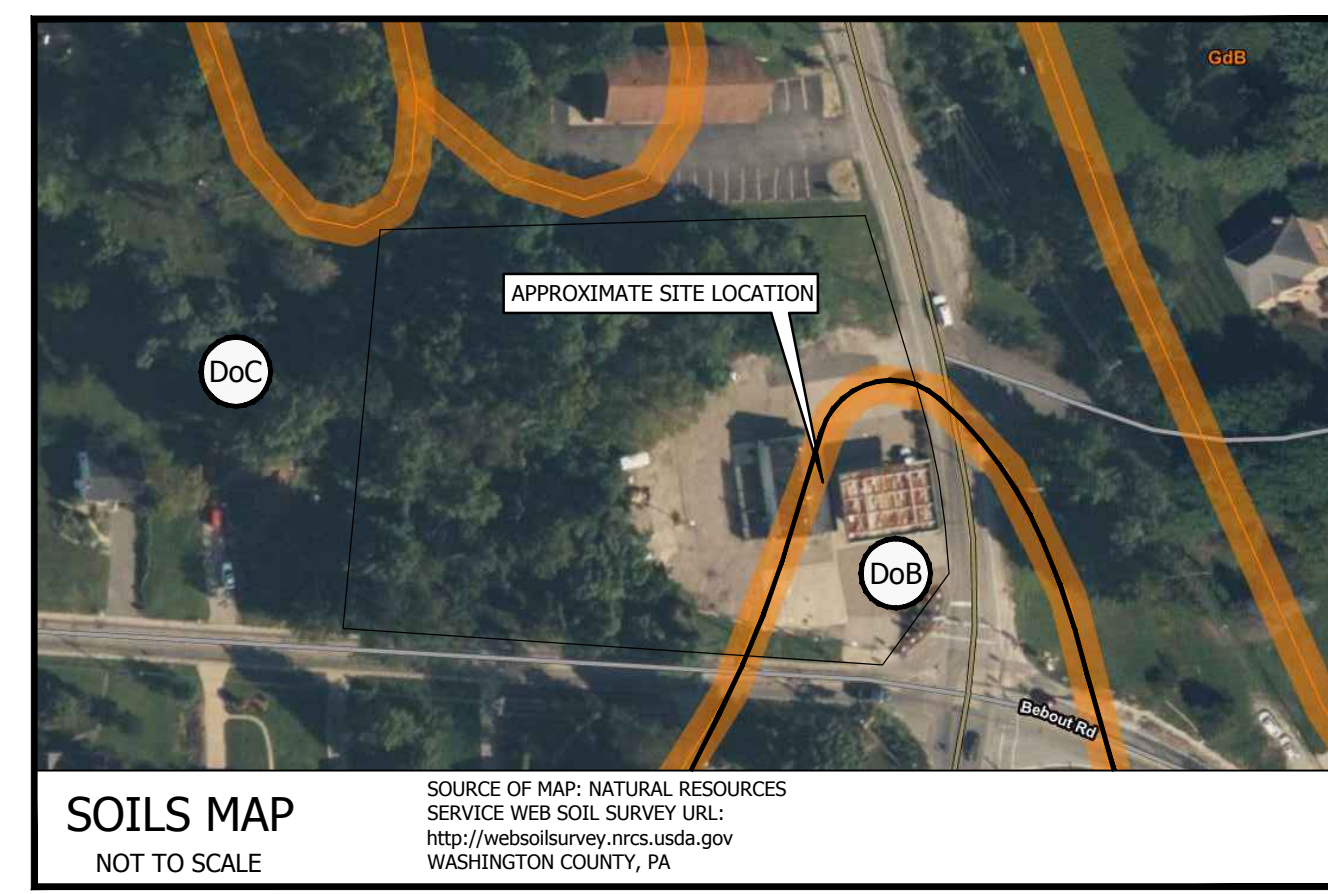 GdB
APPROXIMATE SITE LOCATION
DoC
DoB
Bebout Rd
SOILS MAP
NOT TO SCALE
SOURCE OF MAP: NATURAL RESOURCES
SERVICE WEB SOIL SURVEY URL:
http://websoilsurvey.nrcs.usda.gov
WASHINGTON COUNTY, PA